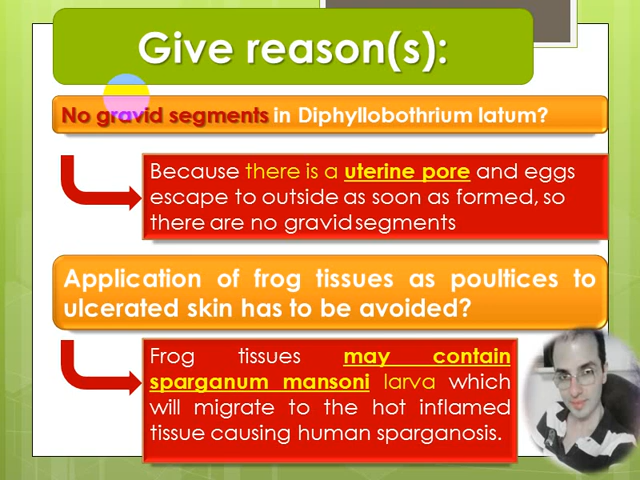 Give reason(s):
No gravid segments in Diphyllobothrium latum?
Because there is a uterine pore and eggs
escape to outside as soon as formed, so
there are no gravid segments
Application of frog tissues as poultices to
ulcerated skin has to be avoided?
Frog tissues may contain
sparganum mansoni larva which
will migrate to the hot inflamed
tissue causing human sparganosis.